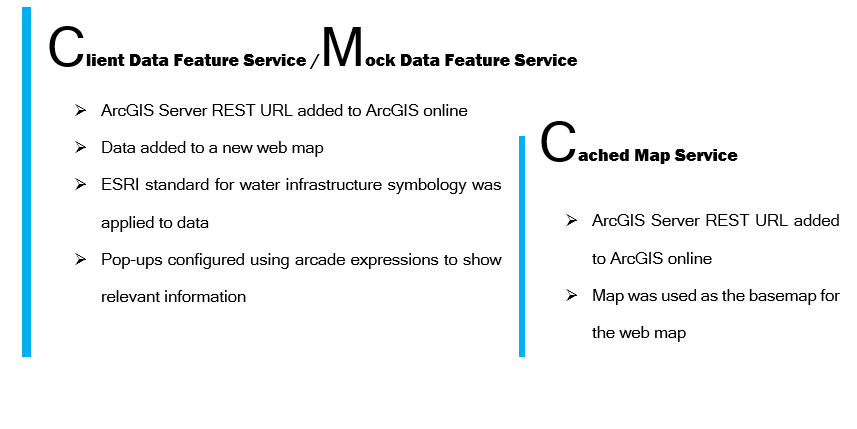 Client Data Feature Service / Mock Data Feature Service
➢ ArcGIS Server REST URL added to ArcGIS online
➢ Data added to a new web map
➢ ESRI standard for water infrastructure symbology was
applied to data
➢ Pop-ups configured using arcade expressions to show
relevant information
Cached Map Service
➢ ArcGIS Server REST URL added
to ArcGIS online
➢ Map was used as the basemap for
the web map